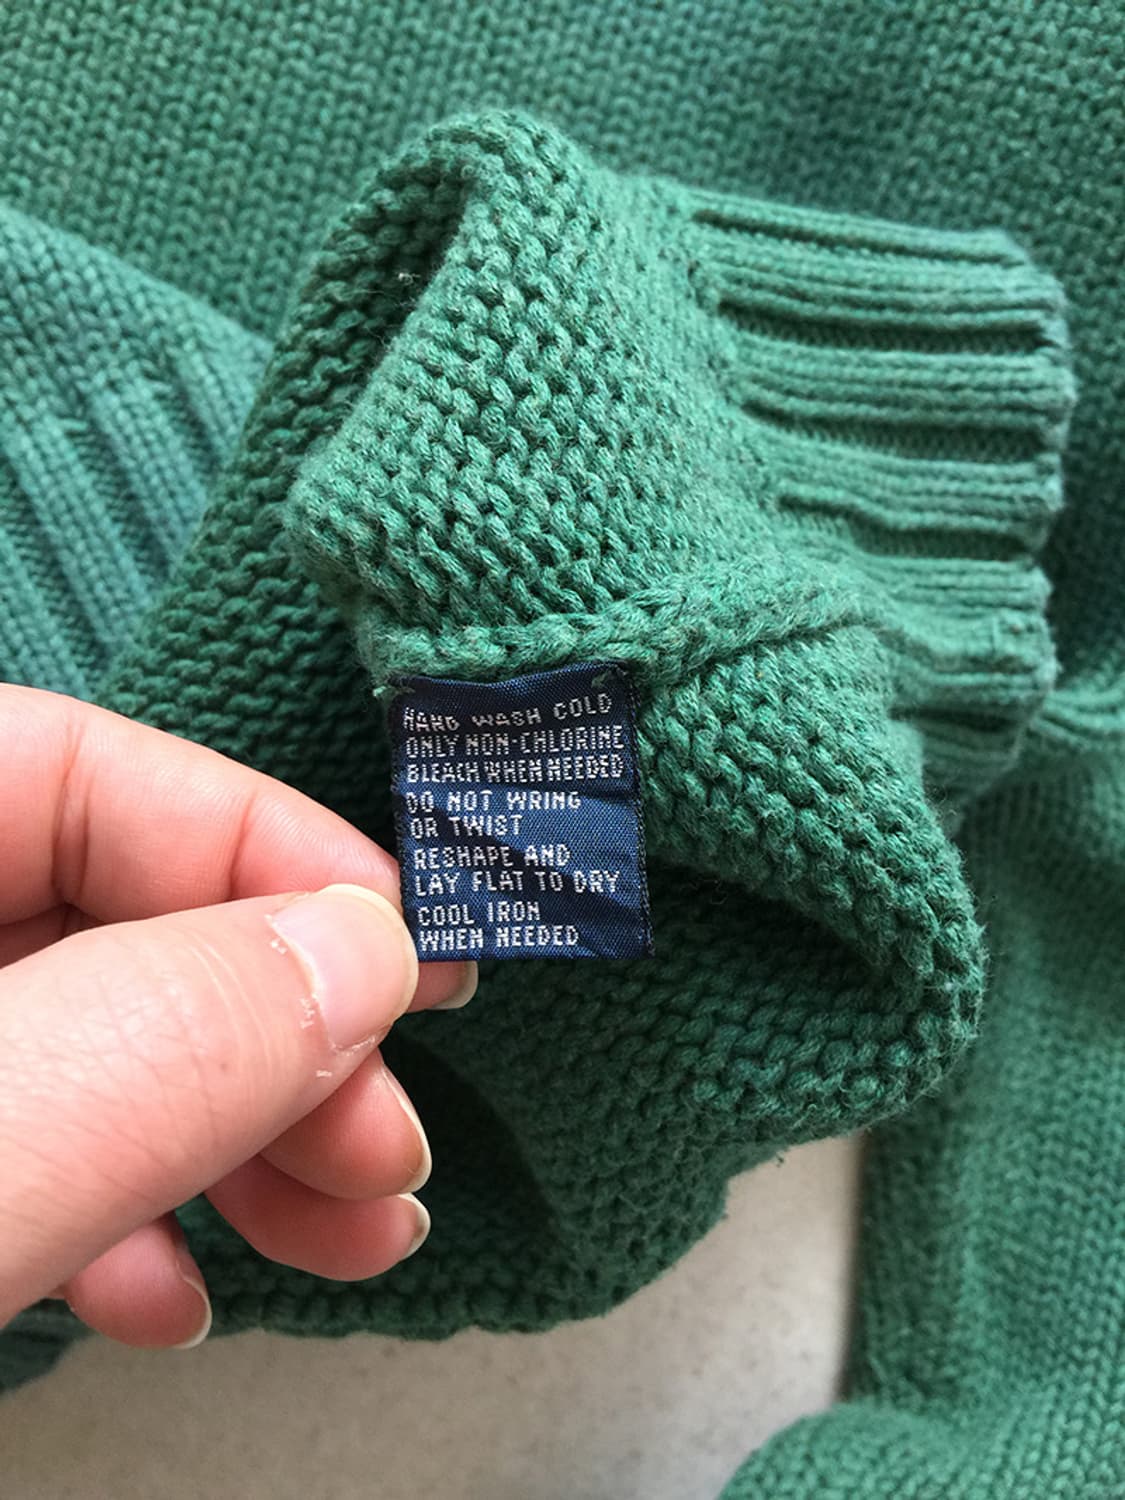 HAND WASH COLD
ONLY NON-CHLORINE
BLEACH WHEN NEEDED
DO NOT WRING
OR TWIST
RESHAPE AND
LAY FLAT TO DRY
COOL IRON
WHEN NEEDED